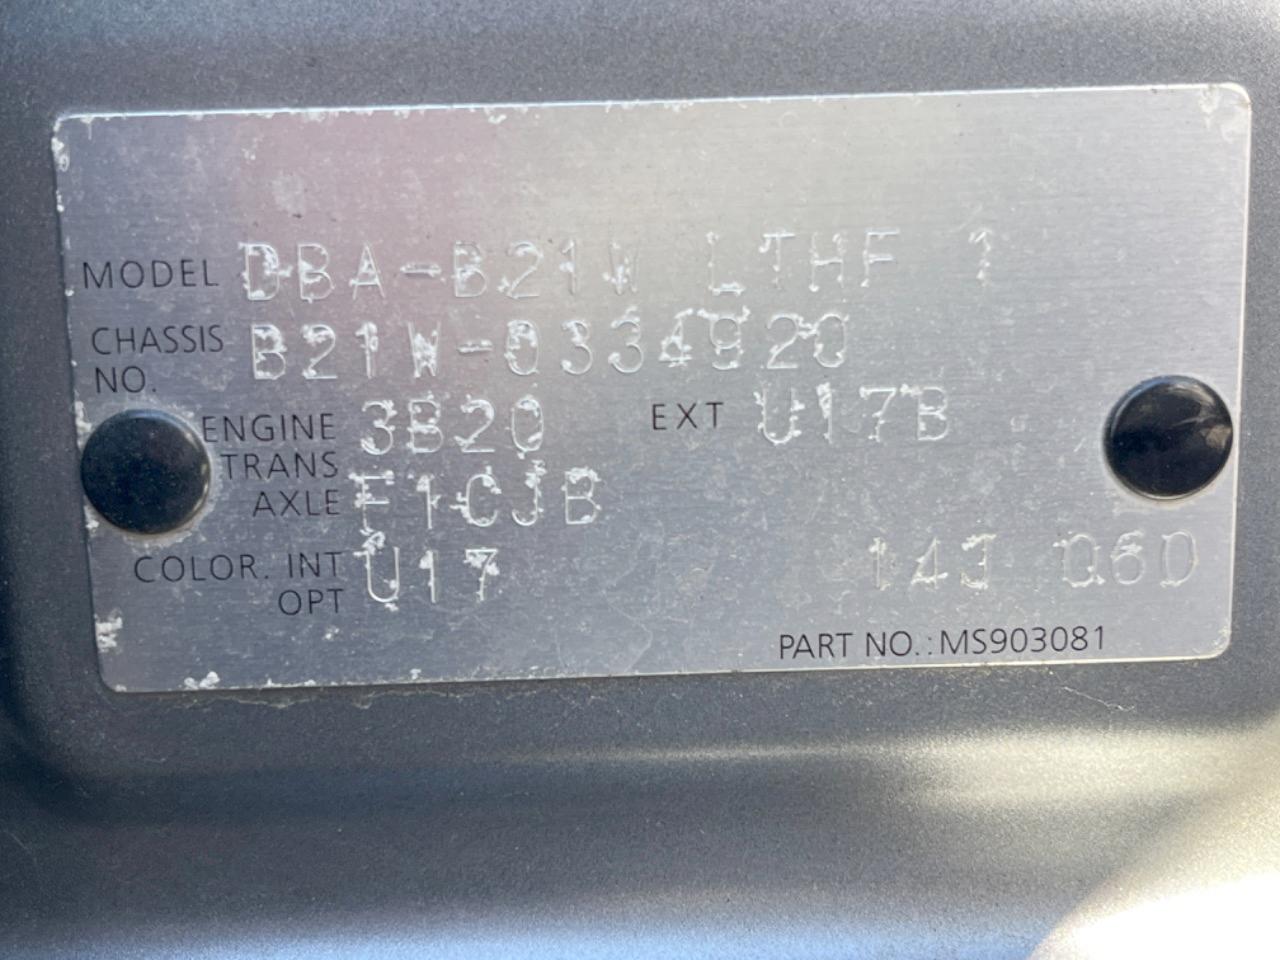 MODEL DBA-B21W LTHF 1
CHASSIS NO. B21W-0334920
ENGINE 3B20 EXT U17B
TRANS AXLE F1CJB
COLOR. INT OPT U17 143 06D
PART NO.:MS903081